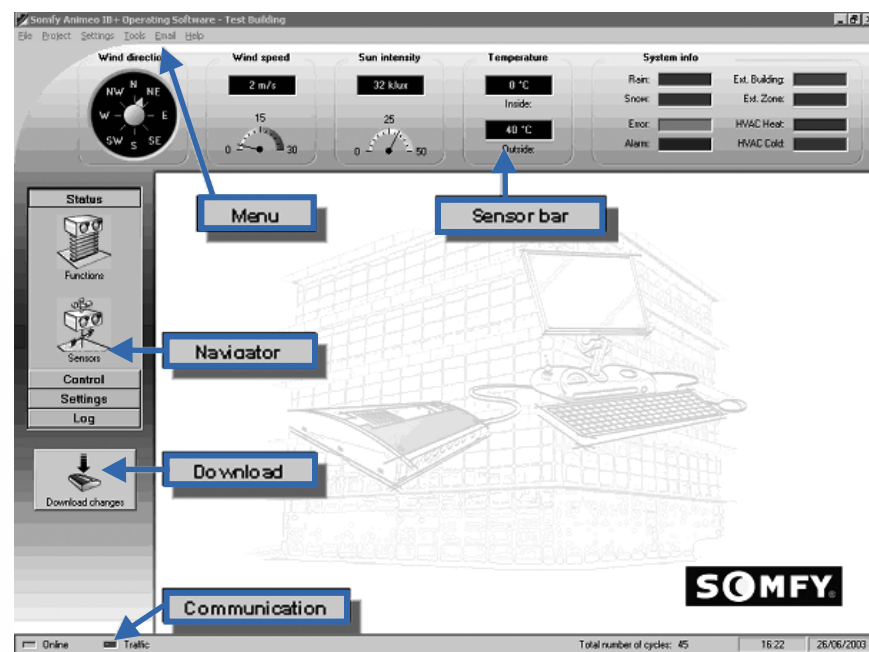 Somfy Animeo IB+ Operating Software - Test Building
File Project Settings Tools Email Help
Wind direction
Wind speed
Sun intensity
Temperature
System info
N
NE
E
SE
S
SW
W
NW
2 m/s
15
0
30
32 klux
25
0
50
0 °C
Inside:
40 °C
Outside:
Rain:
Snow:
Error:
Alarm:
Ext. Building:
Ext. Zone:
HVAC Heat:
HVAC Cold:
Menu
Sensor bar
Status
Functions
Sensors
Navigator
Control
Settings
Log
Download
Download changes
SOMFY®
Communication
Online Traffic Total number of cycles: 45 16:22 26/06/2003